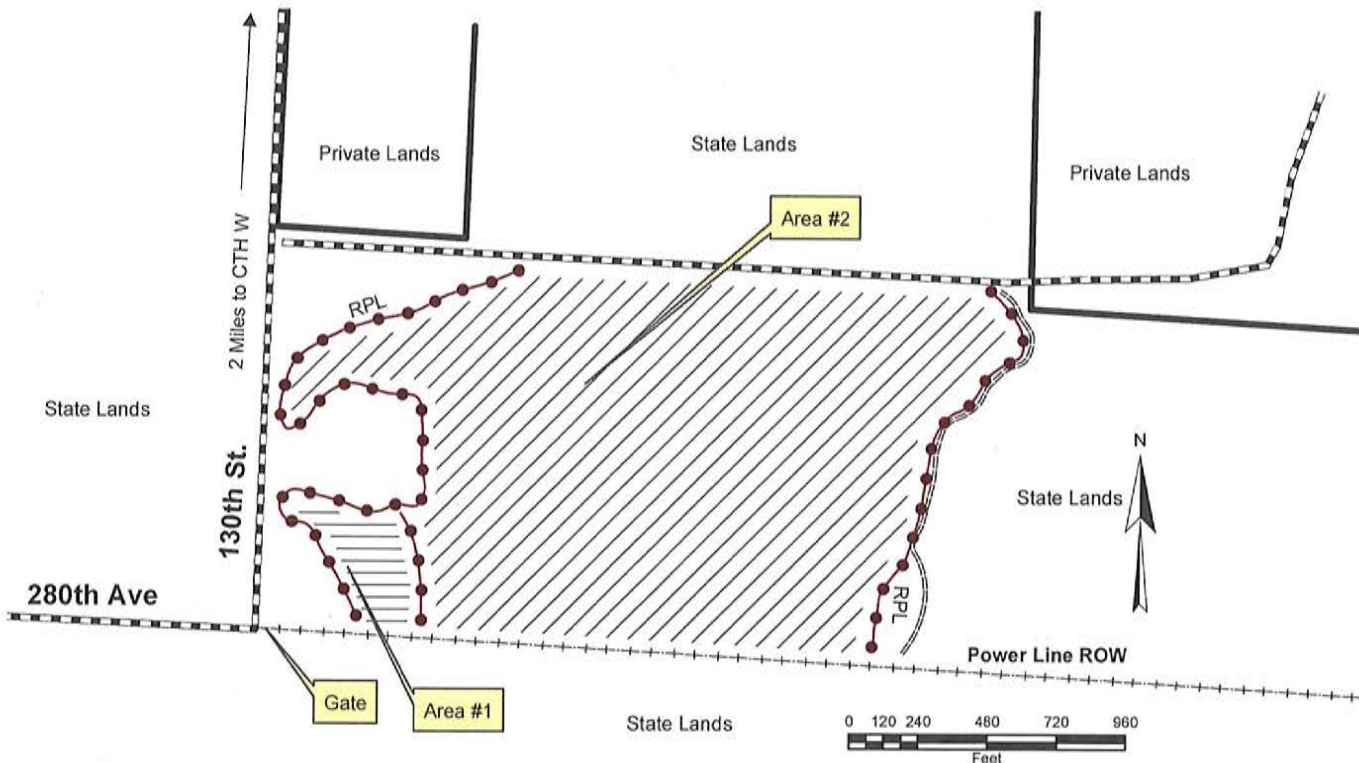 2 Miles to CTH W
Private Lands
State Lands
Private Lands
Area #2
RPL
State Lands
130th St.
N
State Lands
280th Ave
RPL
Power Line ROW
Gate
Area #1
State Lands
0 120 240 480 720 960
Feet